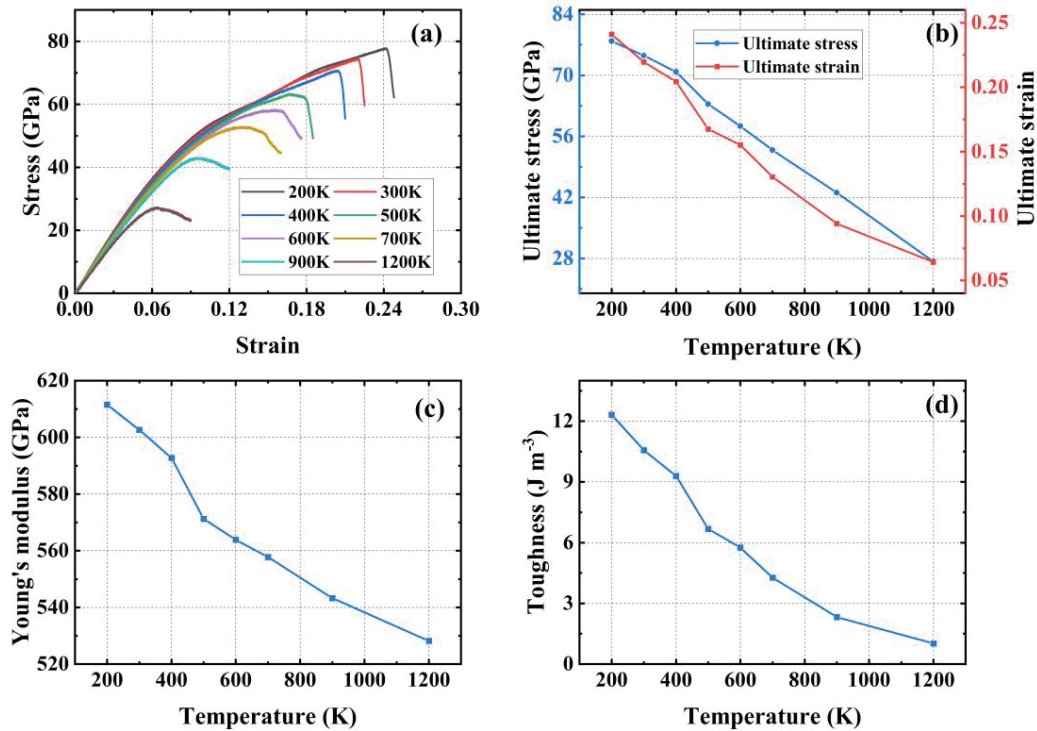 (a)
80
60
40
20
0
Stress (GPa)
200K 300K
400K 500K
600K 700K
900K 1200K
0.00 0.06 0.12 0.18 0.24 0.30
Strain
(b)
84
70
56
42
28
Ultimate stress (GPa)
Ultimate stress
Ultimate strain
0.25
0.20
0.15
0.10
0.05
Ultimate strain
200 400 600 800 1000 1200
Temperature (K)
(c)
620
600
580
560
540
520
Young's modulus (GPa)
200 400 600 800 1000 1200
Temperature (K)
(d)
12
9
6
3
0
Toughness (J m⁻³)
200 400 600 800 1000 1200
Temperature (K)